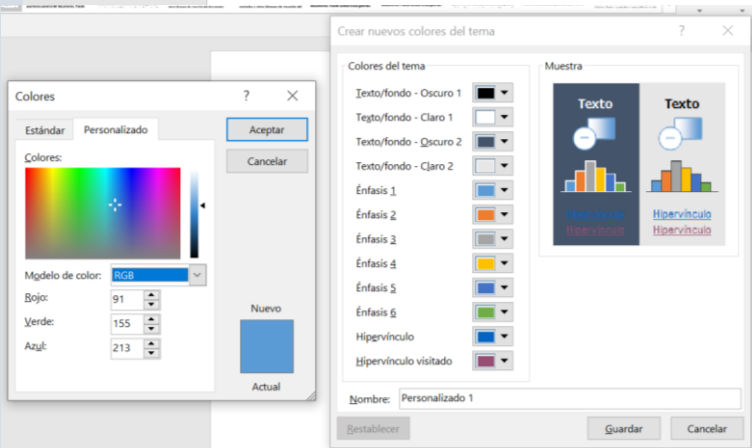 Crear nuevos colores del tema ? ×
Colores del tema
Muestra
Texto/fondo - Oscuro 1
Texto/fondo - Claro 1
Texto/fondo - Oscuro 2
Texto/fondo - Claro 2
Énfasis 1
Énfasis 2
Énfasis 3
Énfasis 4
Énfasis 5
Énfasis 6
Hipervínculo
Hipervínculo visitado
Texto Texto
Hipervínculo Hipervínculo
Hipervínculo Hipervínculo
Nombre: Personalizado 1
Restablecer Guardar Cancelar
Colores ? ×
Estándar Personalizado
Aceptar
Cancelar
Colores:
Modelo de color: RGB
Rojo: 91
Verde: 155
Azul: 213
Nuevo
Actual